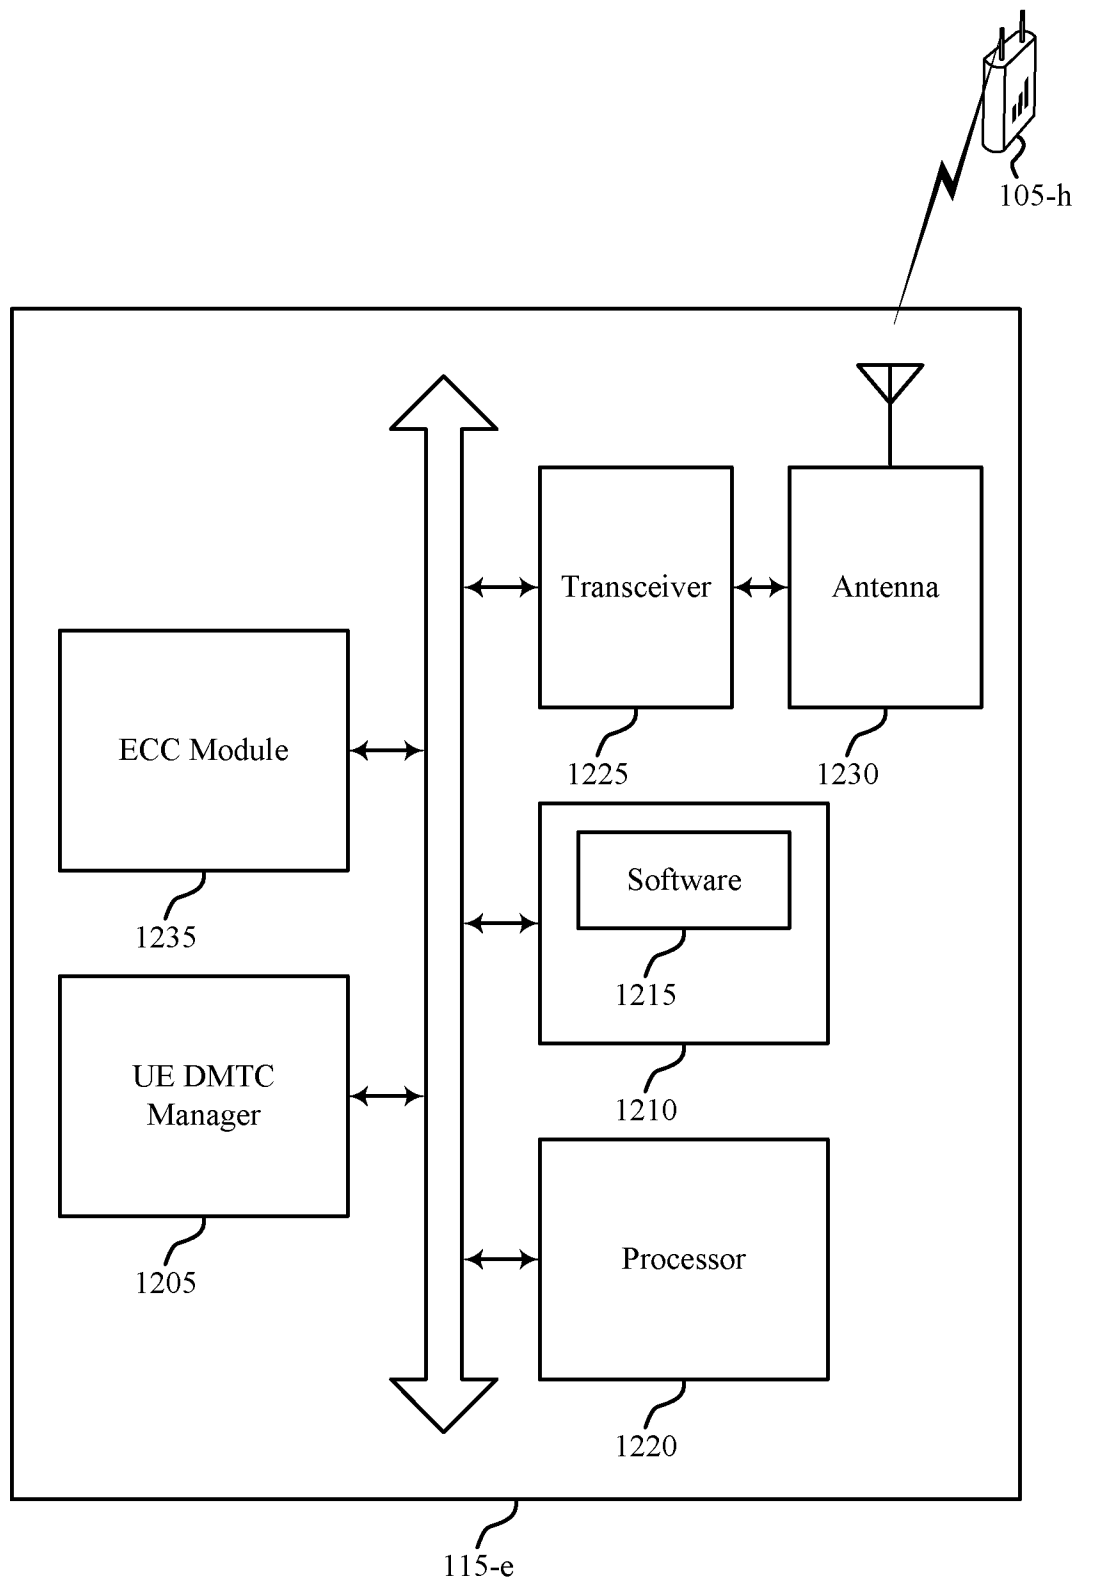 105-h
Transceiver
Antenna
1225
1230
ECC Module
1235
Software
1215
1210
UE DMTC
Manager
1205
Processor
1220
115-e